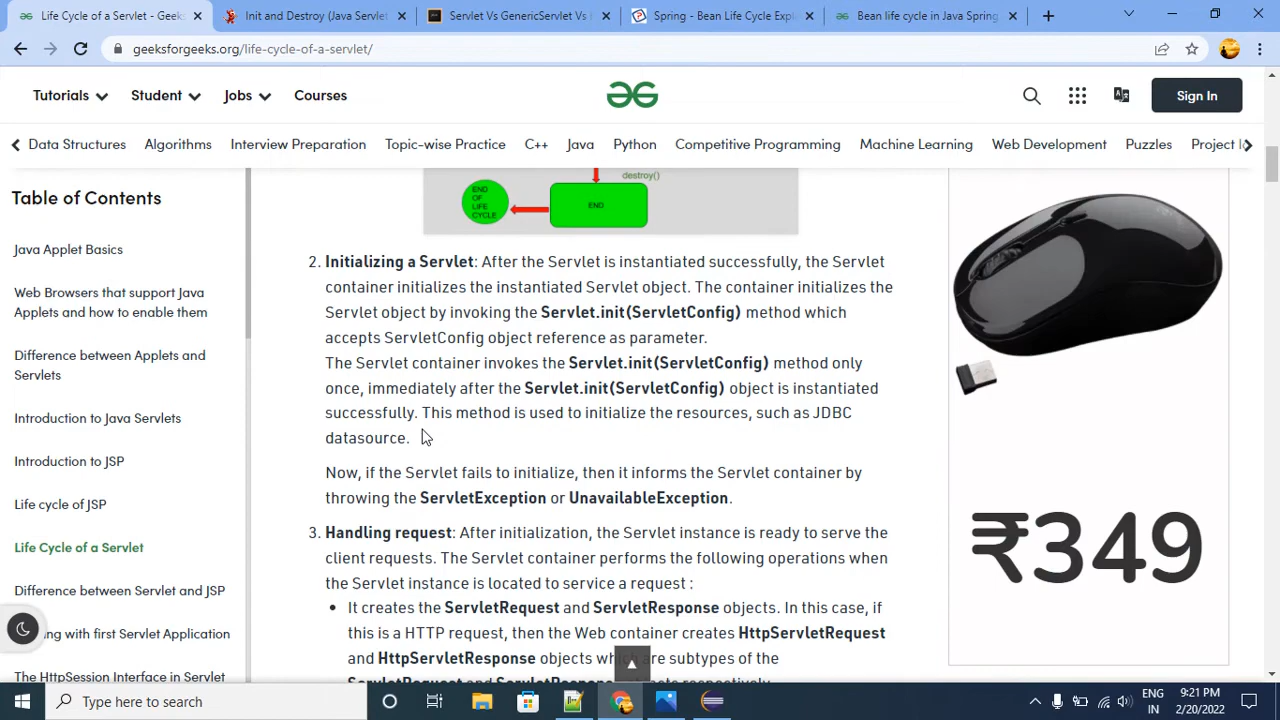 Life Cycle of a Servlet - Geeks
Init and Destroy (Java Servlet
Servlet Vs GenericServlet Vs H
Spring - Bean Life Cycle Expl
Bean life cycle in Java Spring
geeksforgeeks.org/life-cycle-of-a-servlet/
Tutorials
Student
Jobs
Courses
Sign In
Data Structures
Algorithms
Interview Preparation
Topic-wise Practice
C++
Java
Python
Competitive Programming
Machine Learning
Web Development
Puzzles
Project
Table of Contents
Java Applet Basics
Web Browsers that support Java
Applets and how to enable them
Difference between Applets and
Servlets
Introduction to Java Servlets
Introduction to JSP
Life cycle of JSP
Life Cycle of a Servlet
Difference between Servlet and JSP
ng with first Servlet Application
The HttpSession Interface in Servlet
destroy()
END
OF
LIFE
CYCLE
END
2. Initializing a Servlet: After the Servlet is instantiated successfully, the Servlet
container initializes the instantiated Servlet object. The container initializes the
Servlet object by invoking the Servlet.init(ServletConfig) method which
accepts ServletConfig object reference as parameter.
The Servlet container invokes the Servlet.init(ServletConfig) method only
once, immediately after the Servlet.init(ServletConfig) object is instantiated
successfully. This method is used to initialize the resources, such as JDBC
datasource.
Now, if the Servlet fails to initialize, then it informs the Servlet container by
throwing the ServletException or UnavailableException.
3. Handling request: After initialization, the Servlet instance is ready to serve the
client requests. The Servlet container performs the following operations when
the Servlet instance is located to service a request :
• It creates the ServletRequest and ServletResponse objects. In this case, if
this is a HTTP request, then the Web container creates HttpServletRequest
and HttpServletResponse objects which are subtypes of the
ServletRequest and ServletResponse objects respectively.
₹349
Type here to search
ENG
IN
9:21 PM
2/20/2022